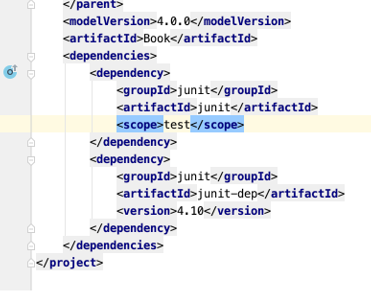 </parent>
<modelVersion>4.0.0</modelVersion>
<artifactId>Book</artifactId>
<dependencies>
<dependency>
<groupId>junit</groupId>
<artifactId>junit</artifactId>
<scope>test</scope>
</dependency>
<dependency>
<groupId>junit</groupId>
<artifactId>junit-dep</artifactId>
<version>4.10</version>
</dependency>
</dependencies>
</project>